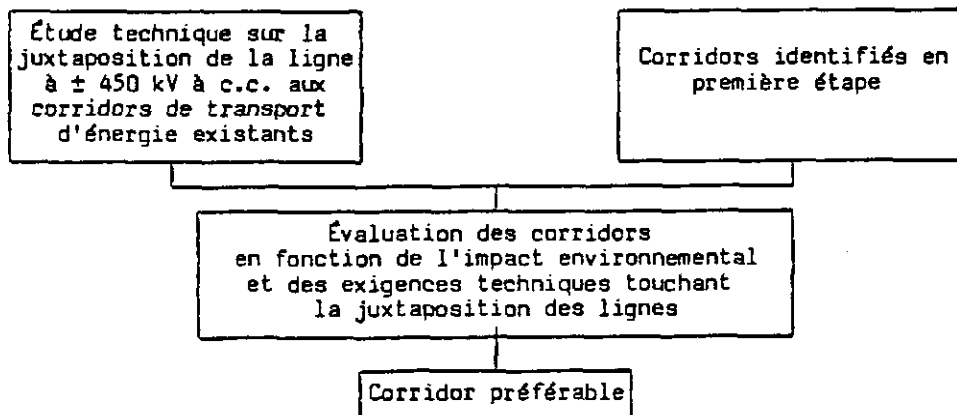 Étude technique sur la
juxtaposition de la ligne
à ± 450 kV à c.c. aux
corridors de transport
d'énergie existants
Corridors identifiés en
première étape
Évaluation des corridors
en fonction de l'impact environnemental
et des exigences techniques touchant
la juxtaposition des lignes
Corridor préférable